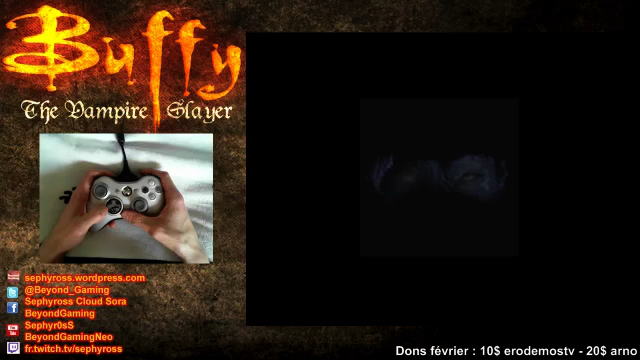 Buffy
The Vampire Slayer
sephyross.wordpress.com
@Beyond_Gaming
Sephyross Cloud Sora
BeyondGaming
Sephyr0sS
BeyondGamingNeo
fr.twitch.tv/sephyross
Dons février : 10$ erodemostv - 20$ arno